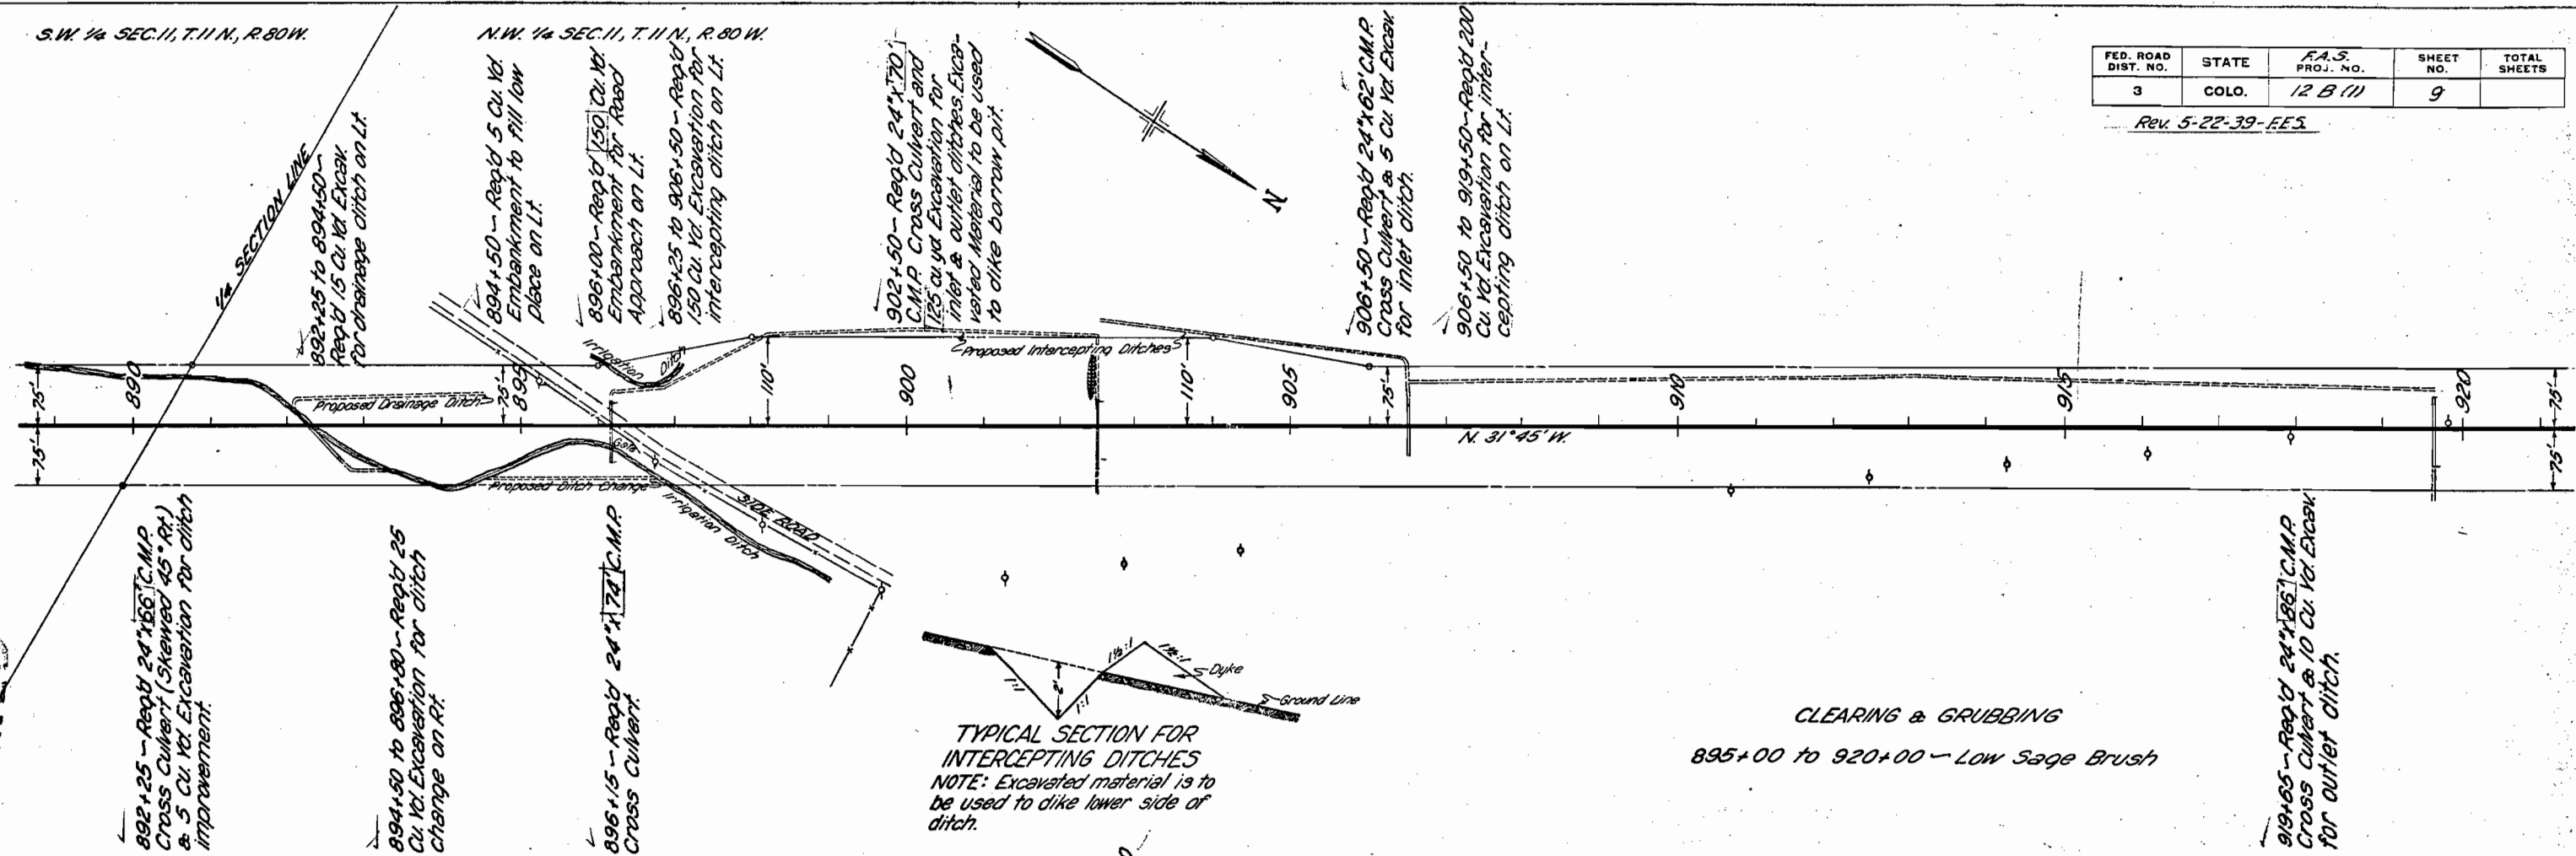 S.W. 1/4 SEC.11, T.11 N., R.80 W.
N.W. 1/4 SEC.11, T.11 N., R.80 W.
FED. ROAD DIST. NO.
STATE
F.A.S. PROJ. NO.
SHEET NO.
TOTAL SHEETS
3
COLO.
12 B (1)
9
Rev. 5-22-39-F.E.S.
1/4 SECTION LINE
892+25 to 894+50~
Req'd 15 Cu. Yd. Excav.
for drainage ditch on Lt.
894+50~Req'd 5 Cu. Yd.
Embankment to fill low
place on Lt.
896+00~Req'd 150 Cu. Yd.
Embankment for Road
Approach on Lt.
896+25 to 906+50~Req'd
150 Cu. Yd. Excavation for
intercepting ditch on Lt.
902+50~Req'd 24"x70'
C.M.P. Cross Culvert and
125 cu yd Excavation for
inlet & outlet ditches. Exca-
vated Material to be used
to dike borrow pit.
N
906+50~Req'd 24"x62' C.M.P.
Cross Culvert & 5 Cu. Yd. Excav.
for inlet ditch.
906+50 to 919+50~Req'd 200
Cu. Yd. Excavation for inter-
cepting ditch on Lt.
Irrigation Ditch
Proposed Intercepting Ditches
75'
890
75'
895
110'
900
110'
905
75'
910
915
920
75'
Proposed Drainage Ditch
N. 31°45' W.
75'
Gate
Proposed Ditch Change
SIDE ROAD
Irrigation Ditch
75'
892+25~Req'd 24"x66' C.M.P.
Cross Culvert (Skewed 45° Rt.)
& 5 Cu. Yd. Excavation for ditch
improvement.
894+50 to 896+80~Req'd 25
Cu. Yd. Excavation for ditch
change on Rt.
896+15~Req'd 24"x74' C.M.P.
Cross Culvert.
1:1
2'
1:1
1½:1
1½:1
Dyke
Ground Line
TYPICAL SECTION FOR
INTERCEPTING DITCHES
NOTE: Excavated material is to
be used to dike lower side of
ditch.
CLEARING & GRUBBING
895+00 to 920+00~Low Sage Brush
919+65~Req'd 24"x86' C.M.P.
Cross Culvert & 10 Cu. Yd. Excav.
for outlet ditch.